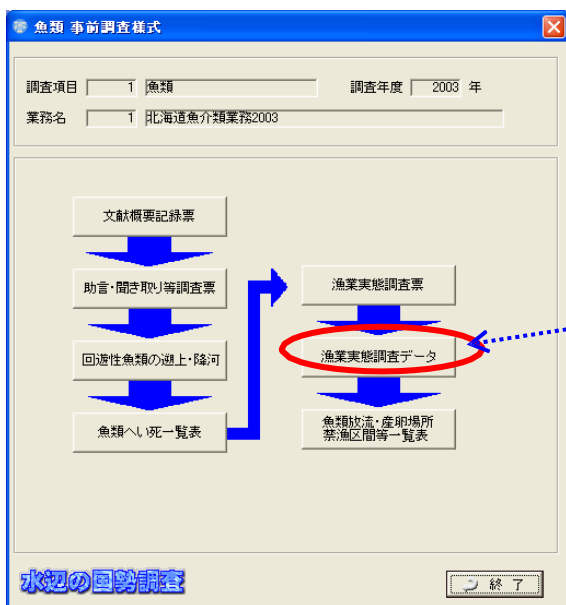 魚類 事前調査様式
調査項目 1 魚類 調査年度 2003 年
業務名 1 北海道魚介類業務2003
文献概要記録票
助言・聞き取り等調査票
回遊性魚類の遡上・降河
魚類へい死一覧表
漁業実態調査票
漁業実態調査データ
魚類放流・産卵場所
禁漁区間等一覧表
水辺の国勢調査
終了